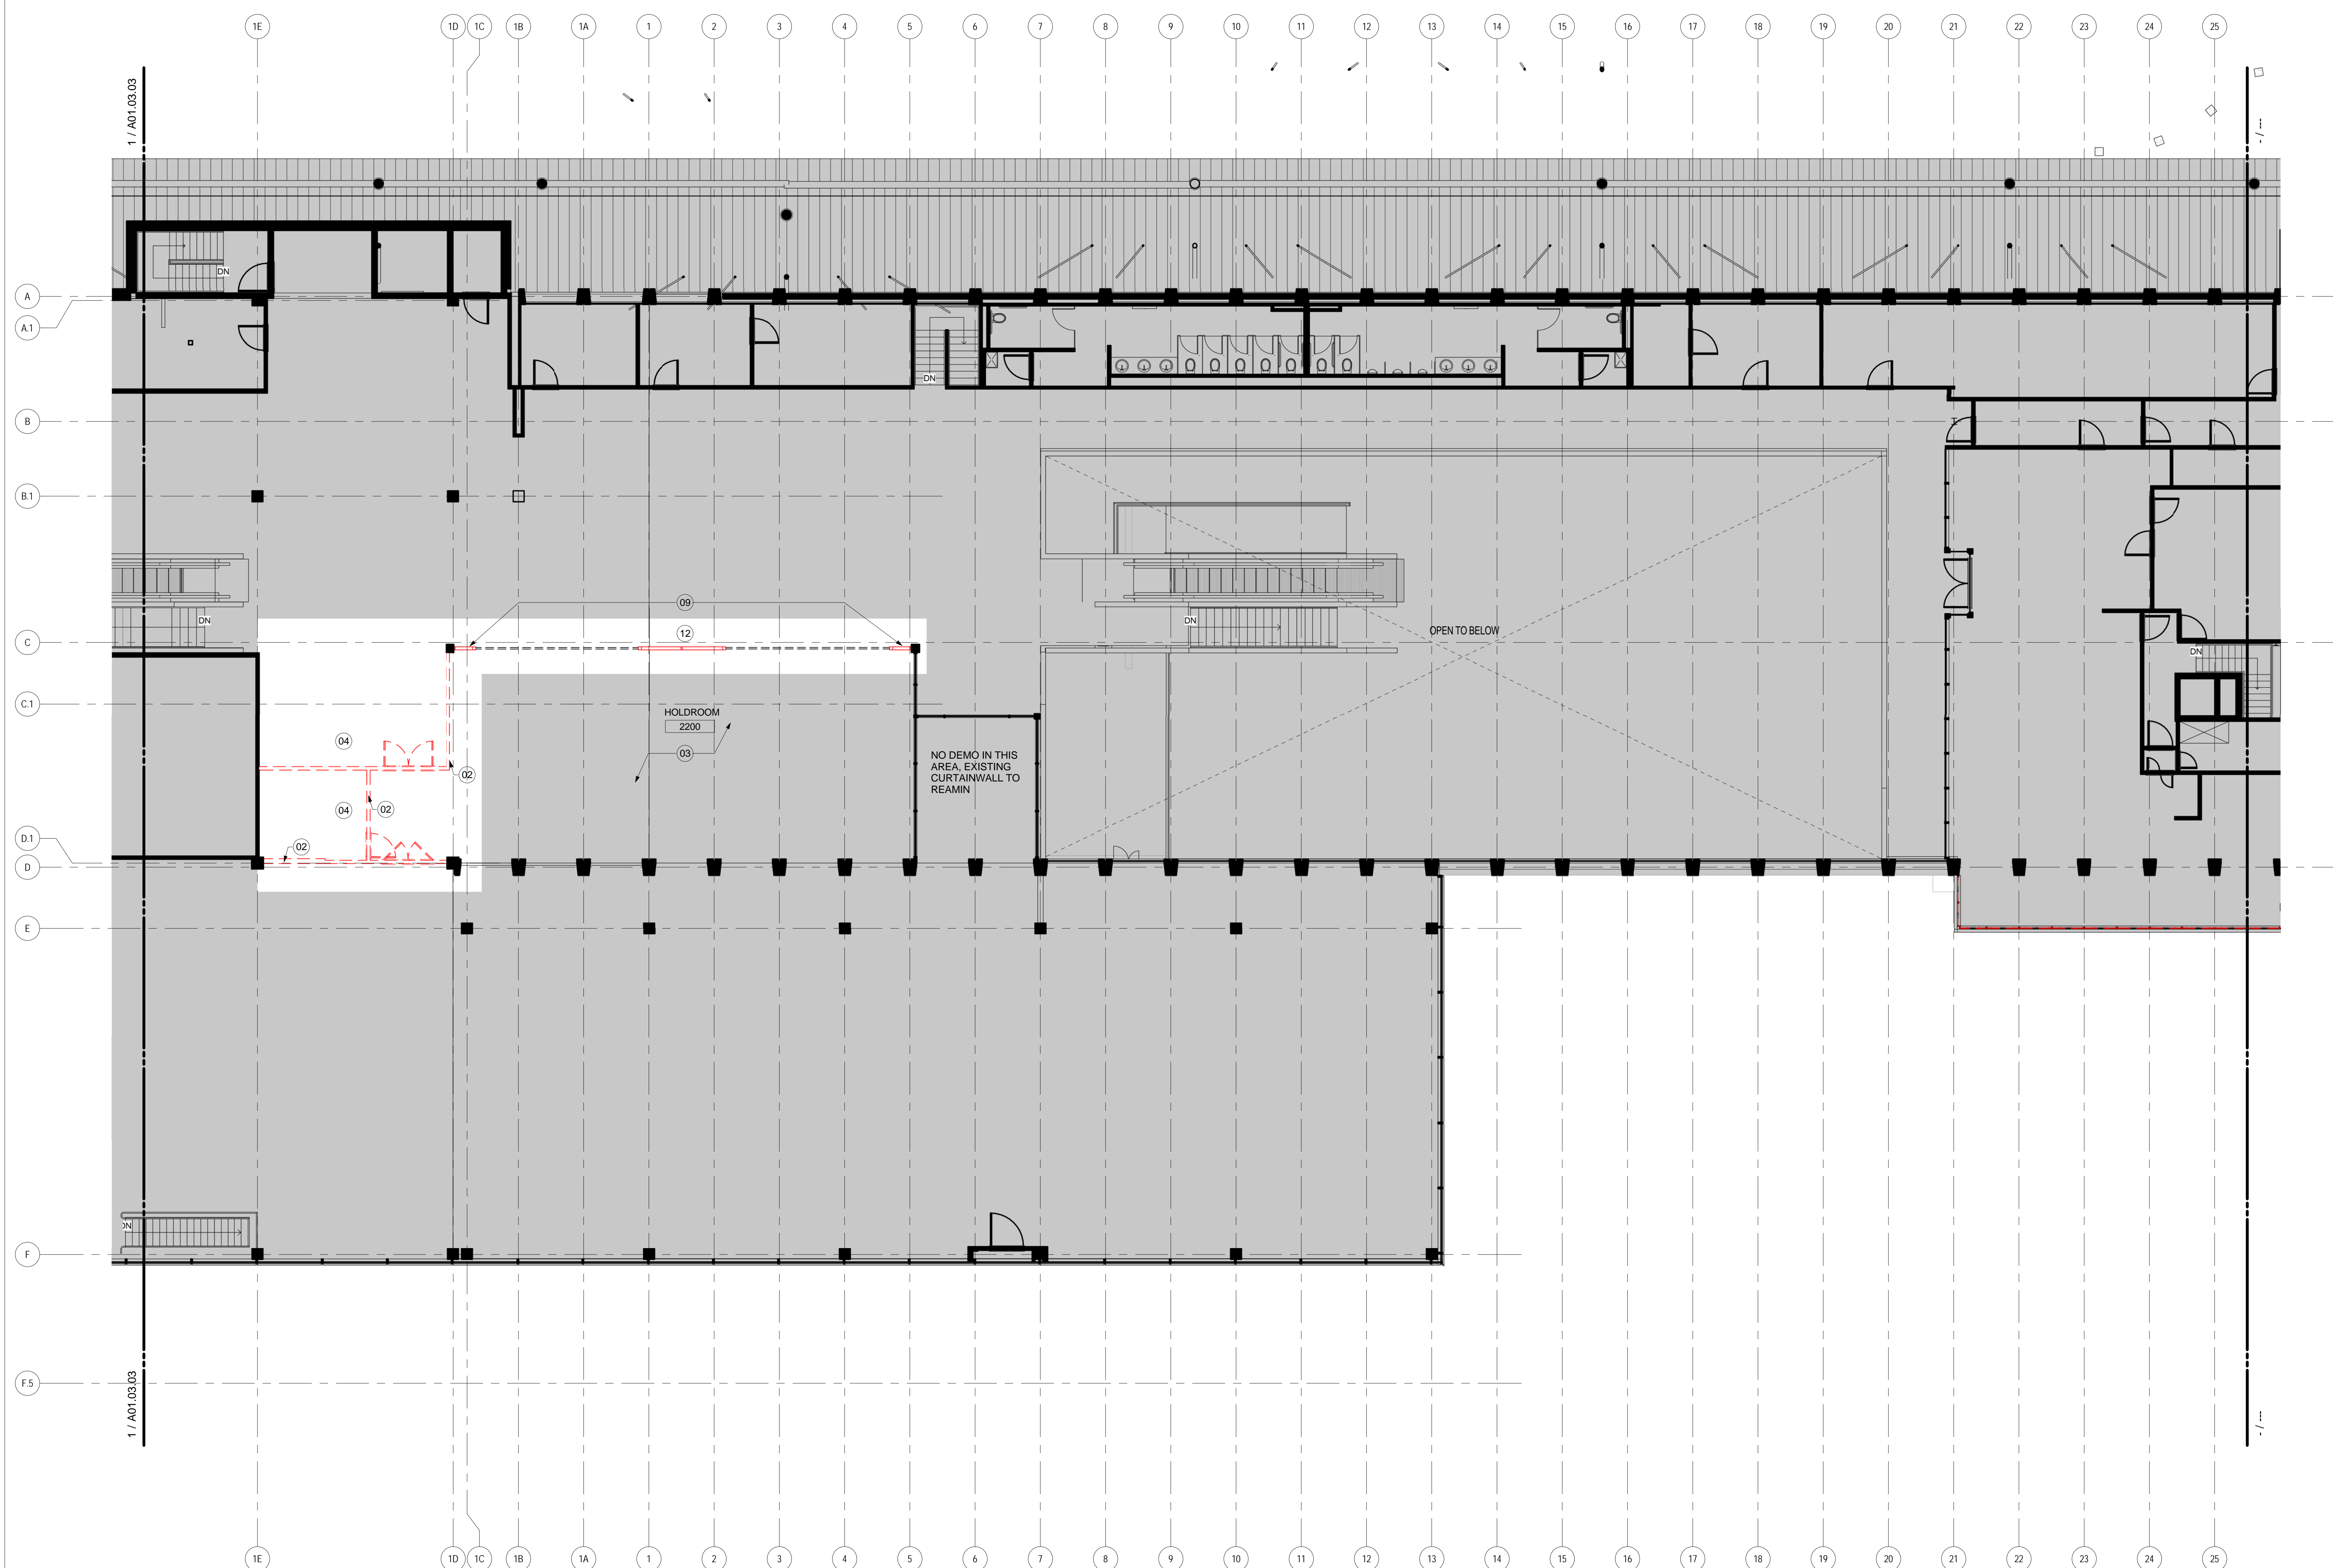 1E
1D
1C
1B
1A
1
2
3
4
5
6
7
8
9
10
11
12
13
14
15
16
17
18
19
20
21
22
23
24
25
1 / A01.03.03
- / ---
DN
A
A.1
DN
B
B.1
09
DN
12
DN
OPEN TO BELOW
C
DN
C.1
HOLDROOM
2200
04
03
NO DEMO IN THIS
AREA, EXISTING
CURTAINWALL TO
REAMIN
02
04
02
D.1
02
D
E
DN
F
F.5
1 / A01.03.03
- / ---
1E
1D
1C
1B
1A
1
2
3
4
5
6
7
8
9
10
11
12
13
14
15
16
17
18
19
20
21
22
23
24
25